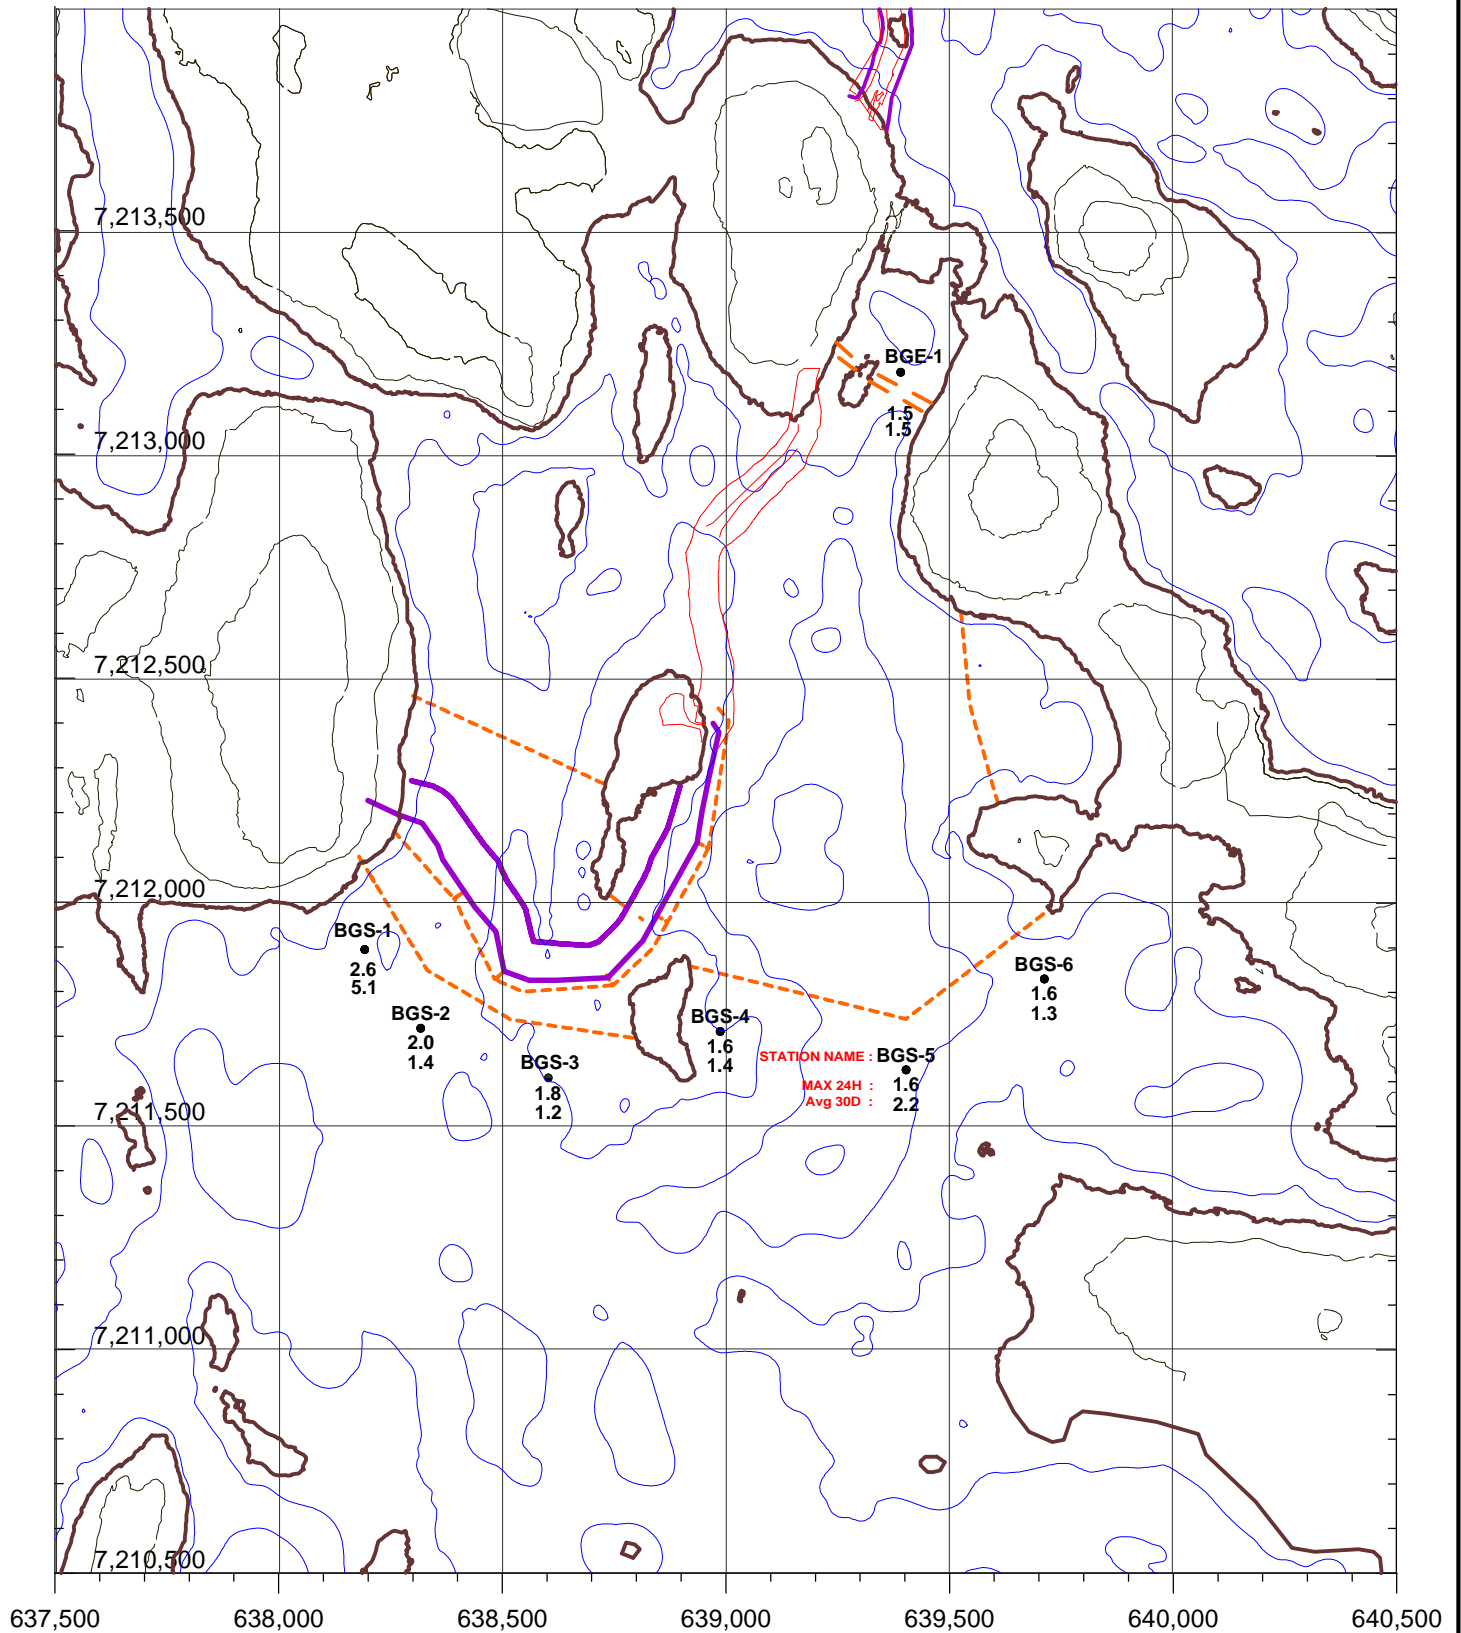 7,213,500
BGE-1
1.5
1.5
7,213,000
7,212,500
7,212,000
BGS-1
2.6
5.1
BGS-6
1.6
1.3
BGS-2
2.0
1.4
BGS-4
1.6
1.4
BGS-3
1.8
1.2
STATION NAME : BGS-5
MAX 24H : 1.6
Avg 30D : 2.2
7,211,500
7,211,000
7,210,500
637,500 638,000 638,500 639,000 639,500 640,000 640,500